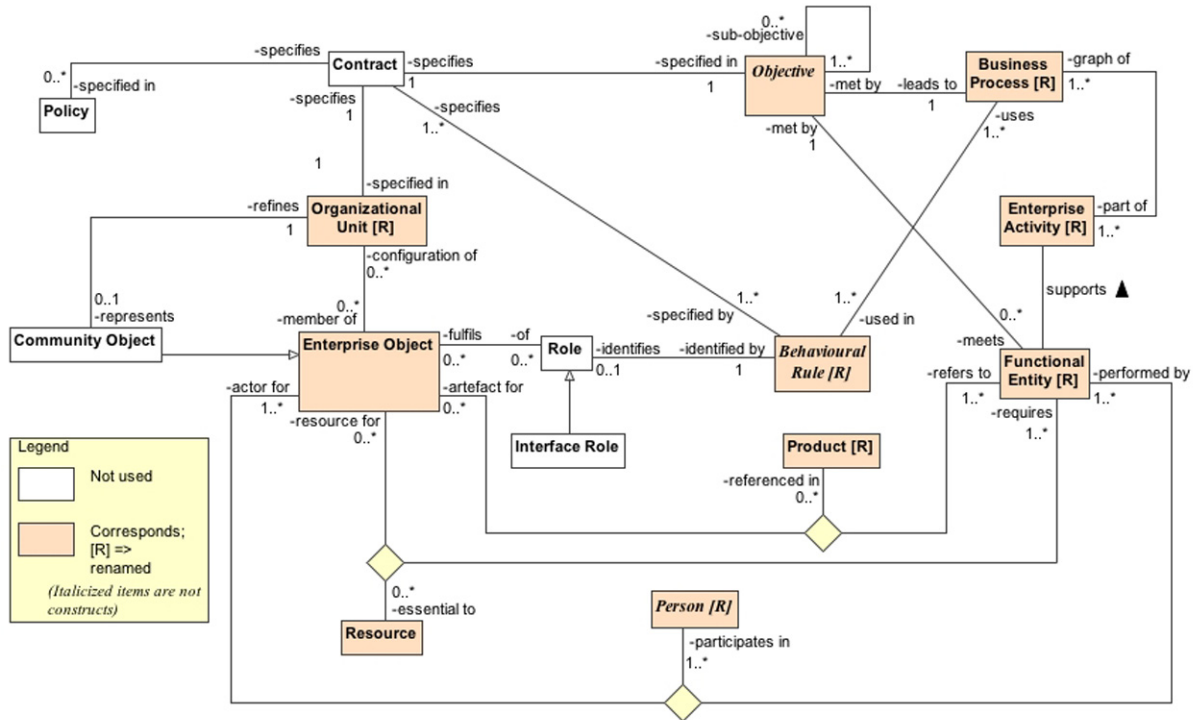 0..*
-sub-objective
-specifies
Contract
-specifies
1
-specified in
1
Objective
1..*
Business
Process [R]
-graph of
1..*
0..*
-specified in
Policy
-specifies
1
-specifies
1..*
-met by
-leads to
1
-met by
1
-uses
1..*
1
-specified in
-refines
1
Organizational
Unit [R]
Enterprise
Activity [R]
-part of
1..*
-configuration of
0..*
supports
0..1
-represents
Community Object
0..*
-member of
Enterprise Object
-fulfils
0..*
-of
0..*
Role
-identifies
0..1
-identified by
1
1..*
-specified by
1..*
-used in
Behavioural
Rule [R]
0..*
-meets
Functional
Entity [R]
-actor for
1..*
-artefact for
0..*
-refers to
1..*
-performed by
1..*
-resource for
0..*
-requires
1..*
Interface Role
Product [R]
-referenced in
0..*
Legend
Not used
Corresponds;
[R] =>
renamed
(Italicized items are not
constructs)
0..*
-essential to
Resource
Person [R]
-participates in
1..*